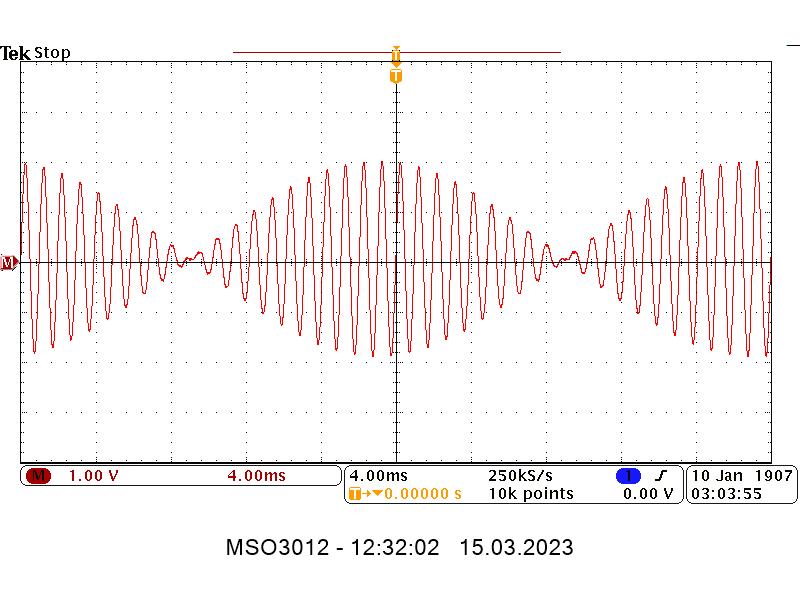 Tek Stop
T
T
M
M 1.00 V 4.00ms
4.00ms 250kS/s 1 ʃ
T→▼0.00000 s 10k points 0.00 V
10 Jan 1907
03:03:55
MSO3012 - 12:32:02 15.03.2023